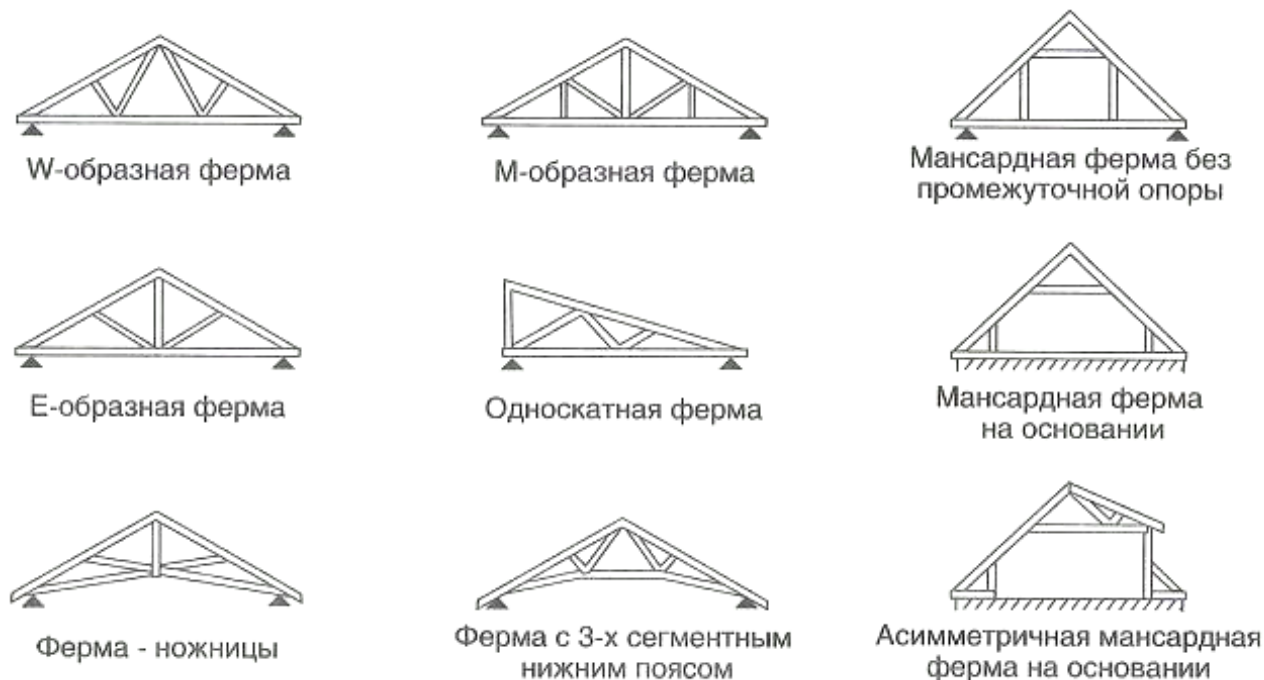 W-образная ферма
М-образная ферма
Мансардная ферма без
промежуточной опоры
Е-образная ферма
Односкатная ферма
Мансардная ферма
на основании
Ферма - ножницы
Ферма с 3-х сегментным
нижним поясом
Асимметричная мансардная
ферма на основании